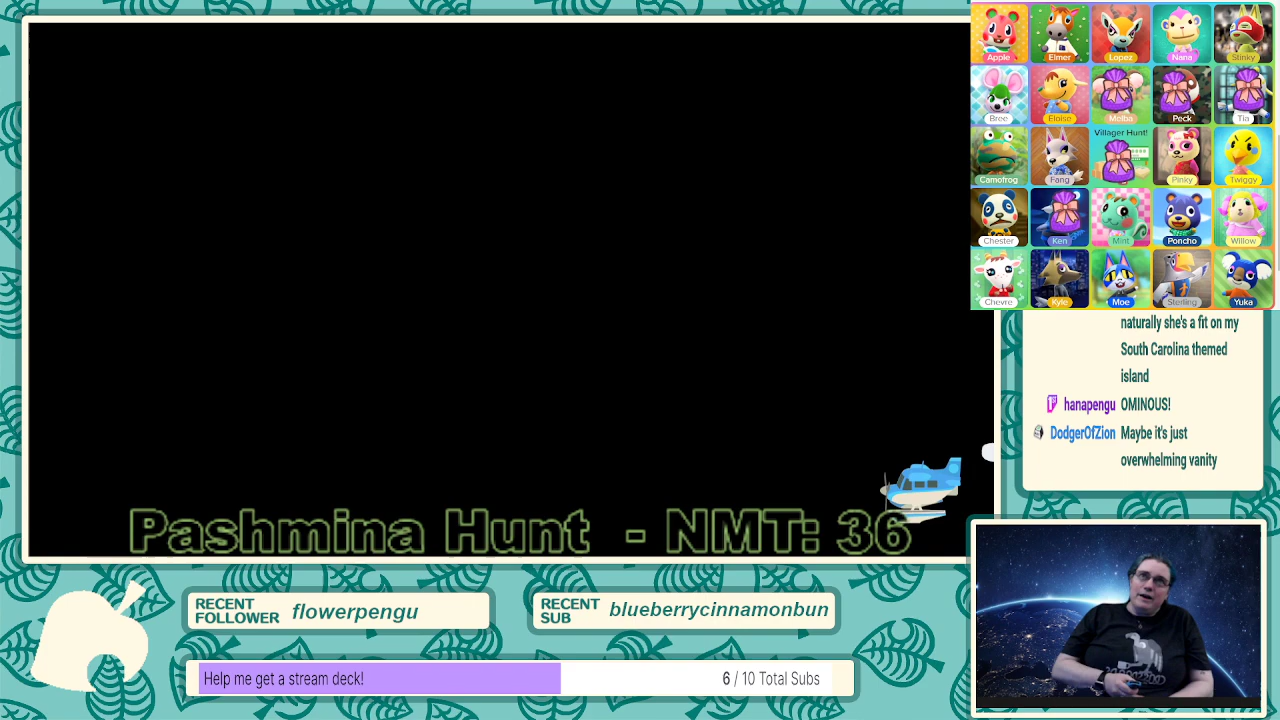 Apple Elmer Lopez Nana Stinky
Bree Eloise Melba Peck Tia
Villager Hunt!
Camofrog Fang Pinky Twiggy
Chester Ken Mint Poncho Willow
Chevre Kyle Moe Sterling Yuka
naturally she's a fit on my
South Carolina themed
island
hanapengu OMINOUS!
DodgerOfZion Maybe it's just
overwhelming vanity
Pashmina Hunt - NMT: 36
RECENT
FOLLOWER flowerpengu
RECENT
SUB blueberrycinnamonbun
Help me get a stream deck! 6 / 10 Total Subs